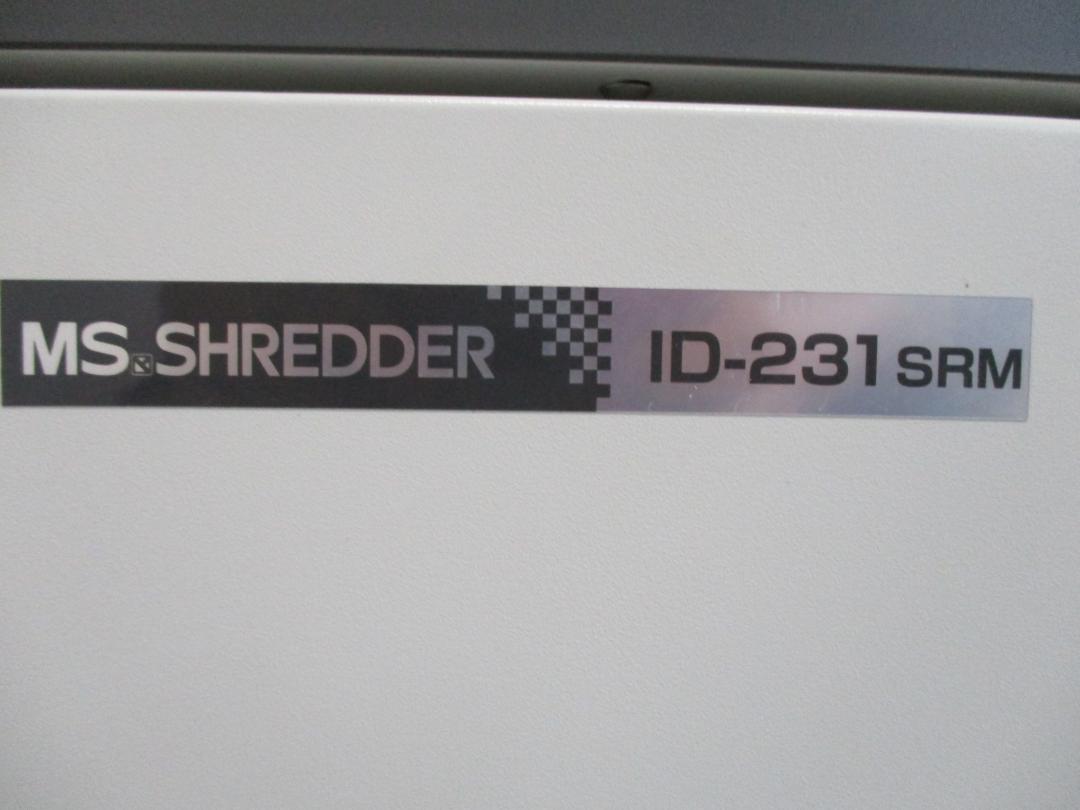 MS SHREDDER ID-231 SRM